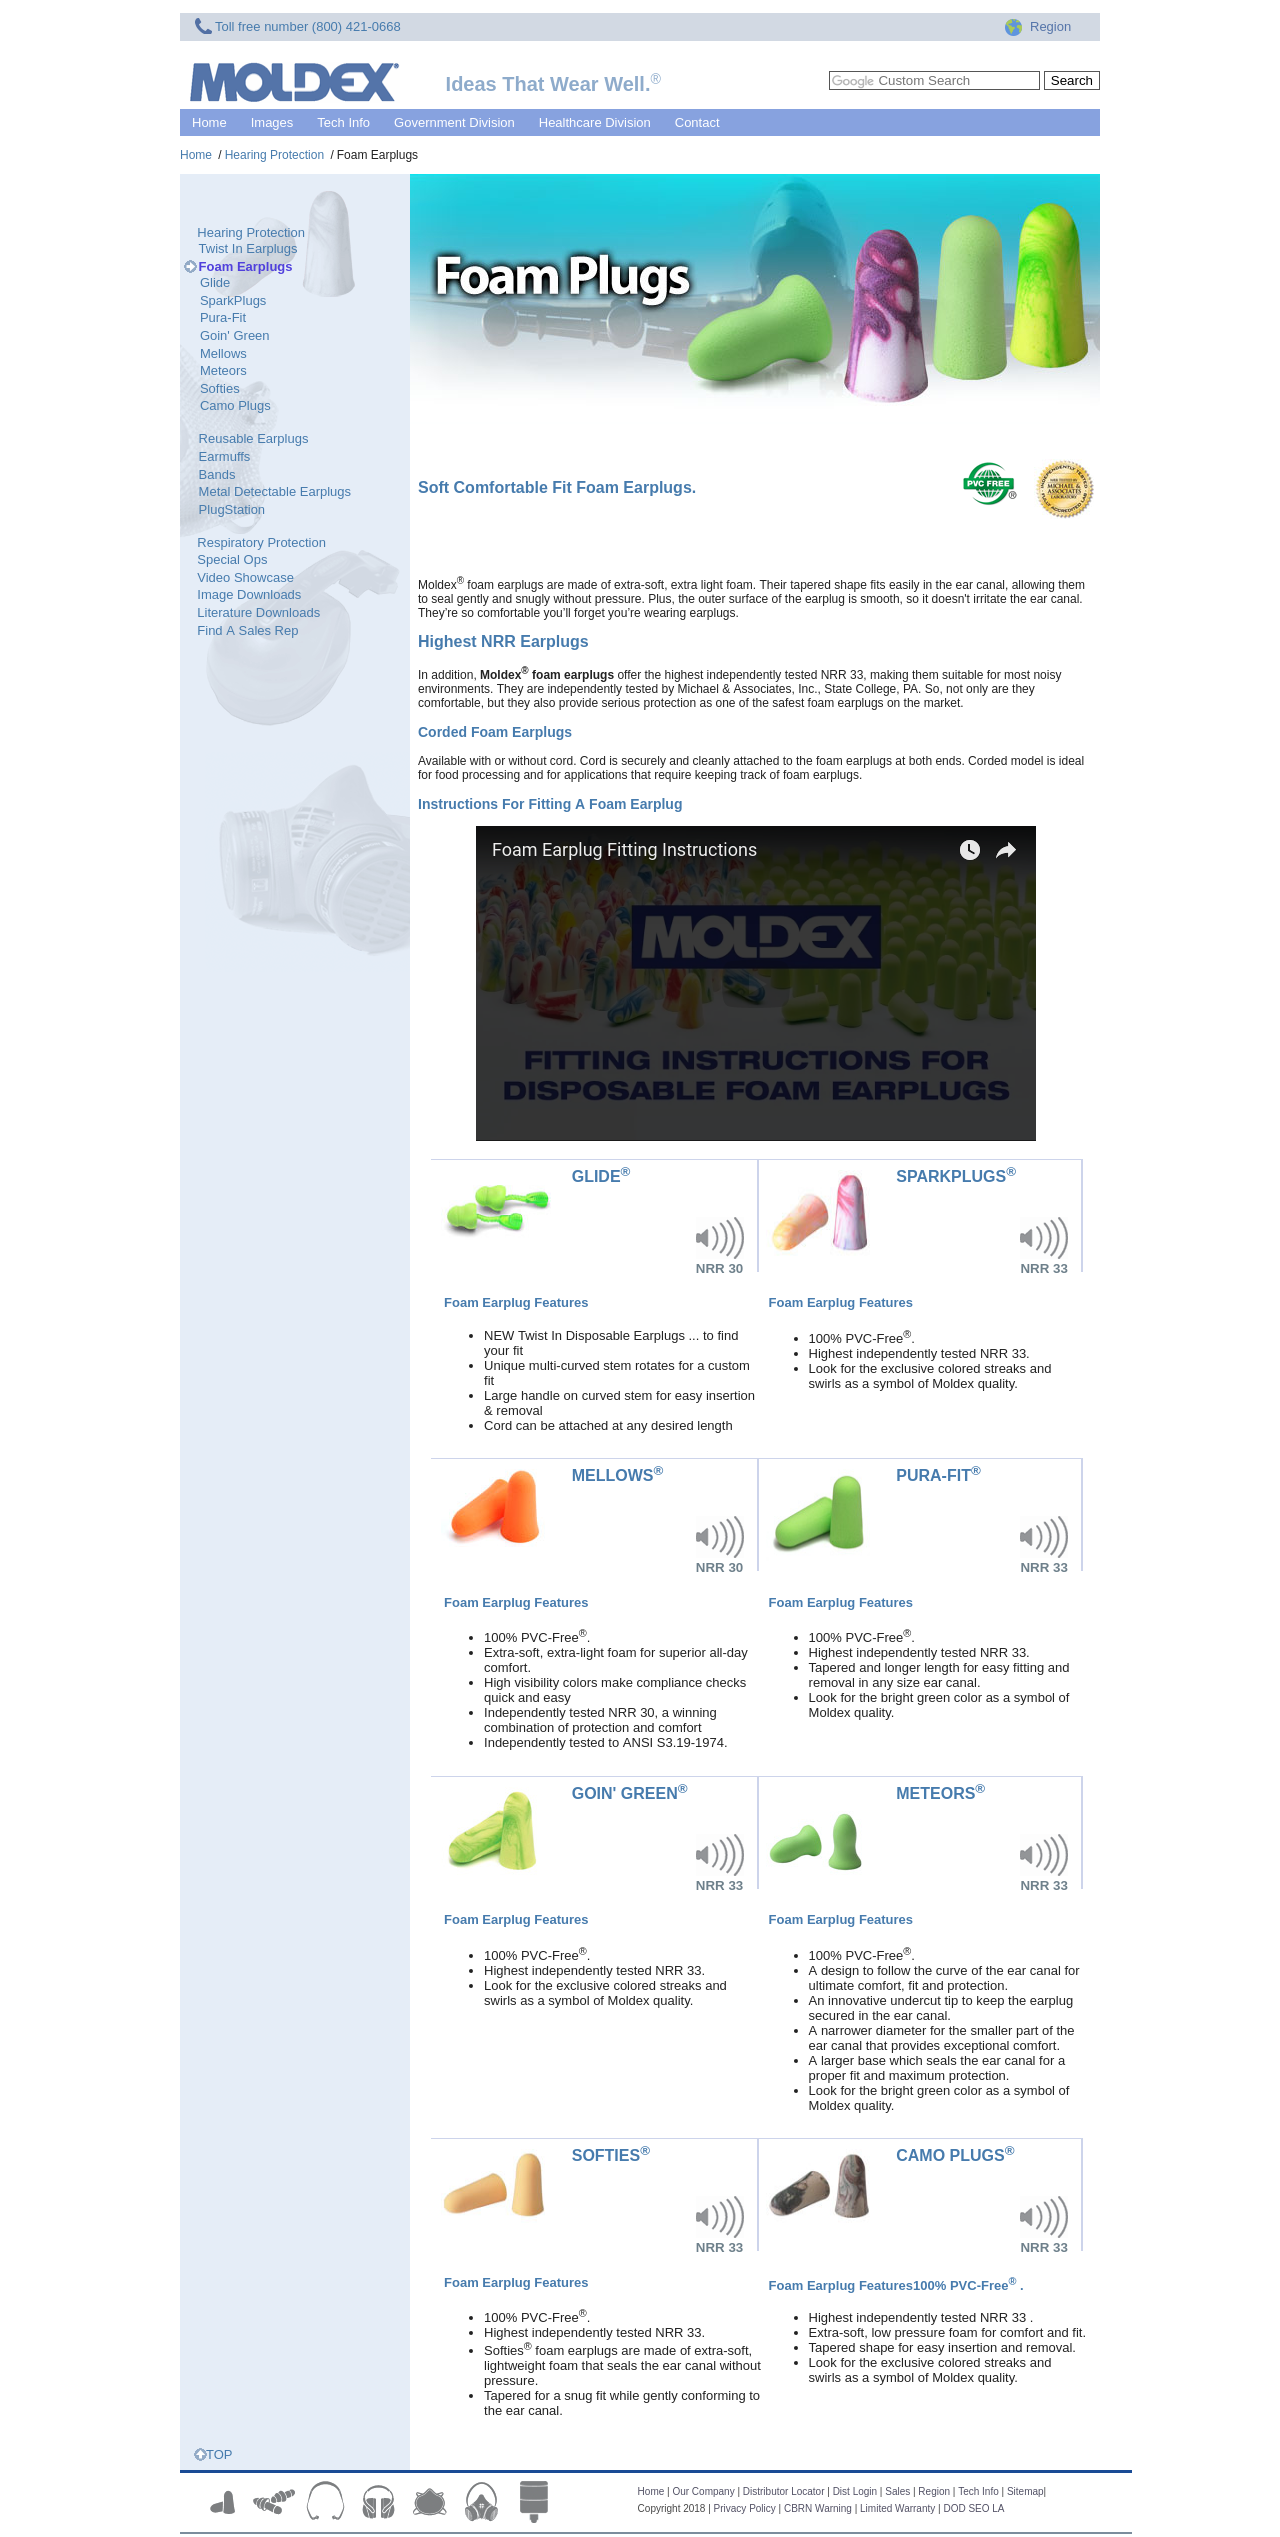 Toll free number (800) 421-0668
Region
MOLDEX®
Ideas That Wear Well.®
Google Custom Search
Search
Home Images Tech Info Government Division Healthcare Division Contact
Home / Hearing Protection / Foam Earplugs
Hearing Protection
Twist In Earplugs
Foam Earplugs
Glide
SparkPlugs
Pura-Fit
Goin' Green
Mellows
Meteors
Softies
Camo Plugs
Reusable Earplugs
Earmuffs
Bands
Metal Detectable Earplugs
PlugStation
Respiratory Protection
Special Ops
Video Showcase
Image Downloads
Literature Downloads
Find A Sales Rep
Foam Plugs
Soft Comfortable Fit Foam Earplugs.
PVC FREE ®
INDEPENDENTLY TESTED
MICHAEL &
ASSOCIATES
LABORATORY
FULLY ACCREDITED LAB
Moldex® foam earplugs are made of extra-soft, extra light foam. Their tapered shape fits easily in the ear canal, allowing them
to seal gently and snugly without pressure. Plus, the outer surface of the earplug is smooth, so it doesn't irritate the ear canal.
They're so comfortable you'll forget you're wearing earplugs.
Highest NRR Earplugs
In addition, Moldex® foam earplugs offer the highest independently tested NRR 33, making them suitable for most noisy
environments. They are independently tested by Michael & Associates, Inc., State College, PA. So, not only are they
comfortable, but they also provide serious protection as one of the safest foam earplugs on the market.
Corded Foam Earplugs
Available with or without cord. Cord is securely and cleanly attached to the foam earplugs at both ends. Corded model is ideal
for food processing and for applications that require keeping track of foam earplugs.
Instructions For Fitting A Foam Earplug
Foam Earplug Fitting Instructions
MOLDEX
FITTING INSTRUCTIONS FOR
DISPOSABLE FOAM EARPLUGS
GLIDE®
NRR 30
Foam Earplug Features
• NEW Twist In Disposable Earplugs ... to find
your fit
• Unique multi-curved stem rotates for a custom
fit
• Large handle on curved stem for easy insertion
& removal
• Cord can be attached at any desired length
SPARKPLUGS®
NRR 33
Foam Earplug Features
• 100% PVC-Free®.
• Highest independently tested NRR 33.
• Look for the exclusive colored streaks and
swirls as a symbol of Moldex quality.
MELLOWS®
NRR 30
Foam Earplug Features
• 100% PVC-Free®.
• Extra-soft, extra-light foam for superior all-day
comfort.
• High visibility colors make compliance checks
quick and easy
• Independently tested NRR 30, a winning
combination of protection and comfort
• Independently tested to ANSI S3.19-1974.
PURA-FIT®
NRR 33
Foam Earplug Features
• 100% PVC-Free®.
• Highest independently tested NRR 33.
• Tapered and longer length for easy fitting and
removal in any size ear canal.
• Look for the bright green color as a symbol of
Moldex quality.
GOIN' GREEN®
NRR 33
Foam Earplug Features
• 100% PVC-Free®.
• Highest independently tested NRR 33.
• Look for the exclusive colored streaks and
swirls as a symbol of Moldex quality.
METEORS®
NRR 33
Foam Earplug Features
• 100% PVC-Free®.
• A design to follow the curve of the ear canal for
ultimate comfort, fit and protection.
• An innovative undercut tip to keep the earplug
secured in the ear canal.
• A narrower diameter for the smaller part of the
ear canal that provides exceptional comfort.
• A larger base which seals the ear canal for a
proper fit and maximum protection.
• Look for the bright green color as a symbol of
Moldex quality.
SOFTIES®
NRR 33
Foam Earplug Features
• 100% PVC-Free®.
• Highest independently tested NRR 33.
• Softies® foam earplugs are made of extra-soft,
lightweight foam that seals the ear canal without
pressure.
• Tapered for a snug fit while gently conforming to
the ear canal.
CAMO PLUGS®
NRR 33
Foam Earplug Features100% PVC-Free® .
• Highest independently tested NRR 33 .
• Extra-soft, low pressure foam for comfort and fit.
• Tapered shape for easy insertion and removal.
• Look for the exclusive colored streaks and
swirls as a symbol of Moldex quality.
TOP
Home | Our Company | Distributor Locator | Dist Login | Sales | Region | Tech Info | Sitemap|
Copyright 2018 | Privacy Policy | CBRN Warning | Limited Warranty | DOD SEO LA